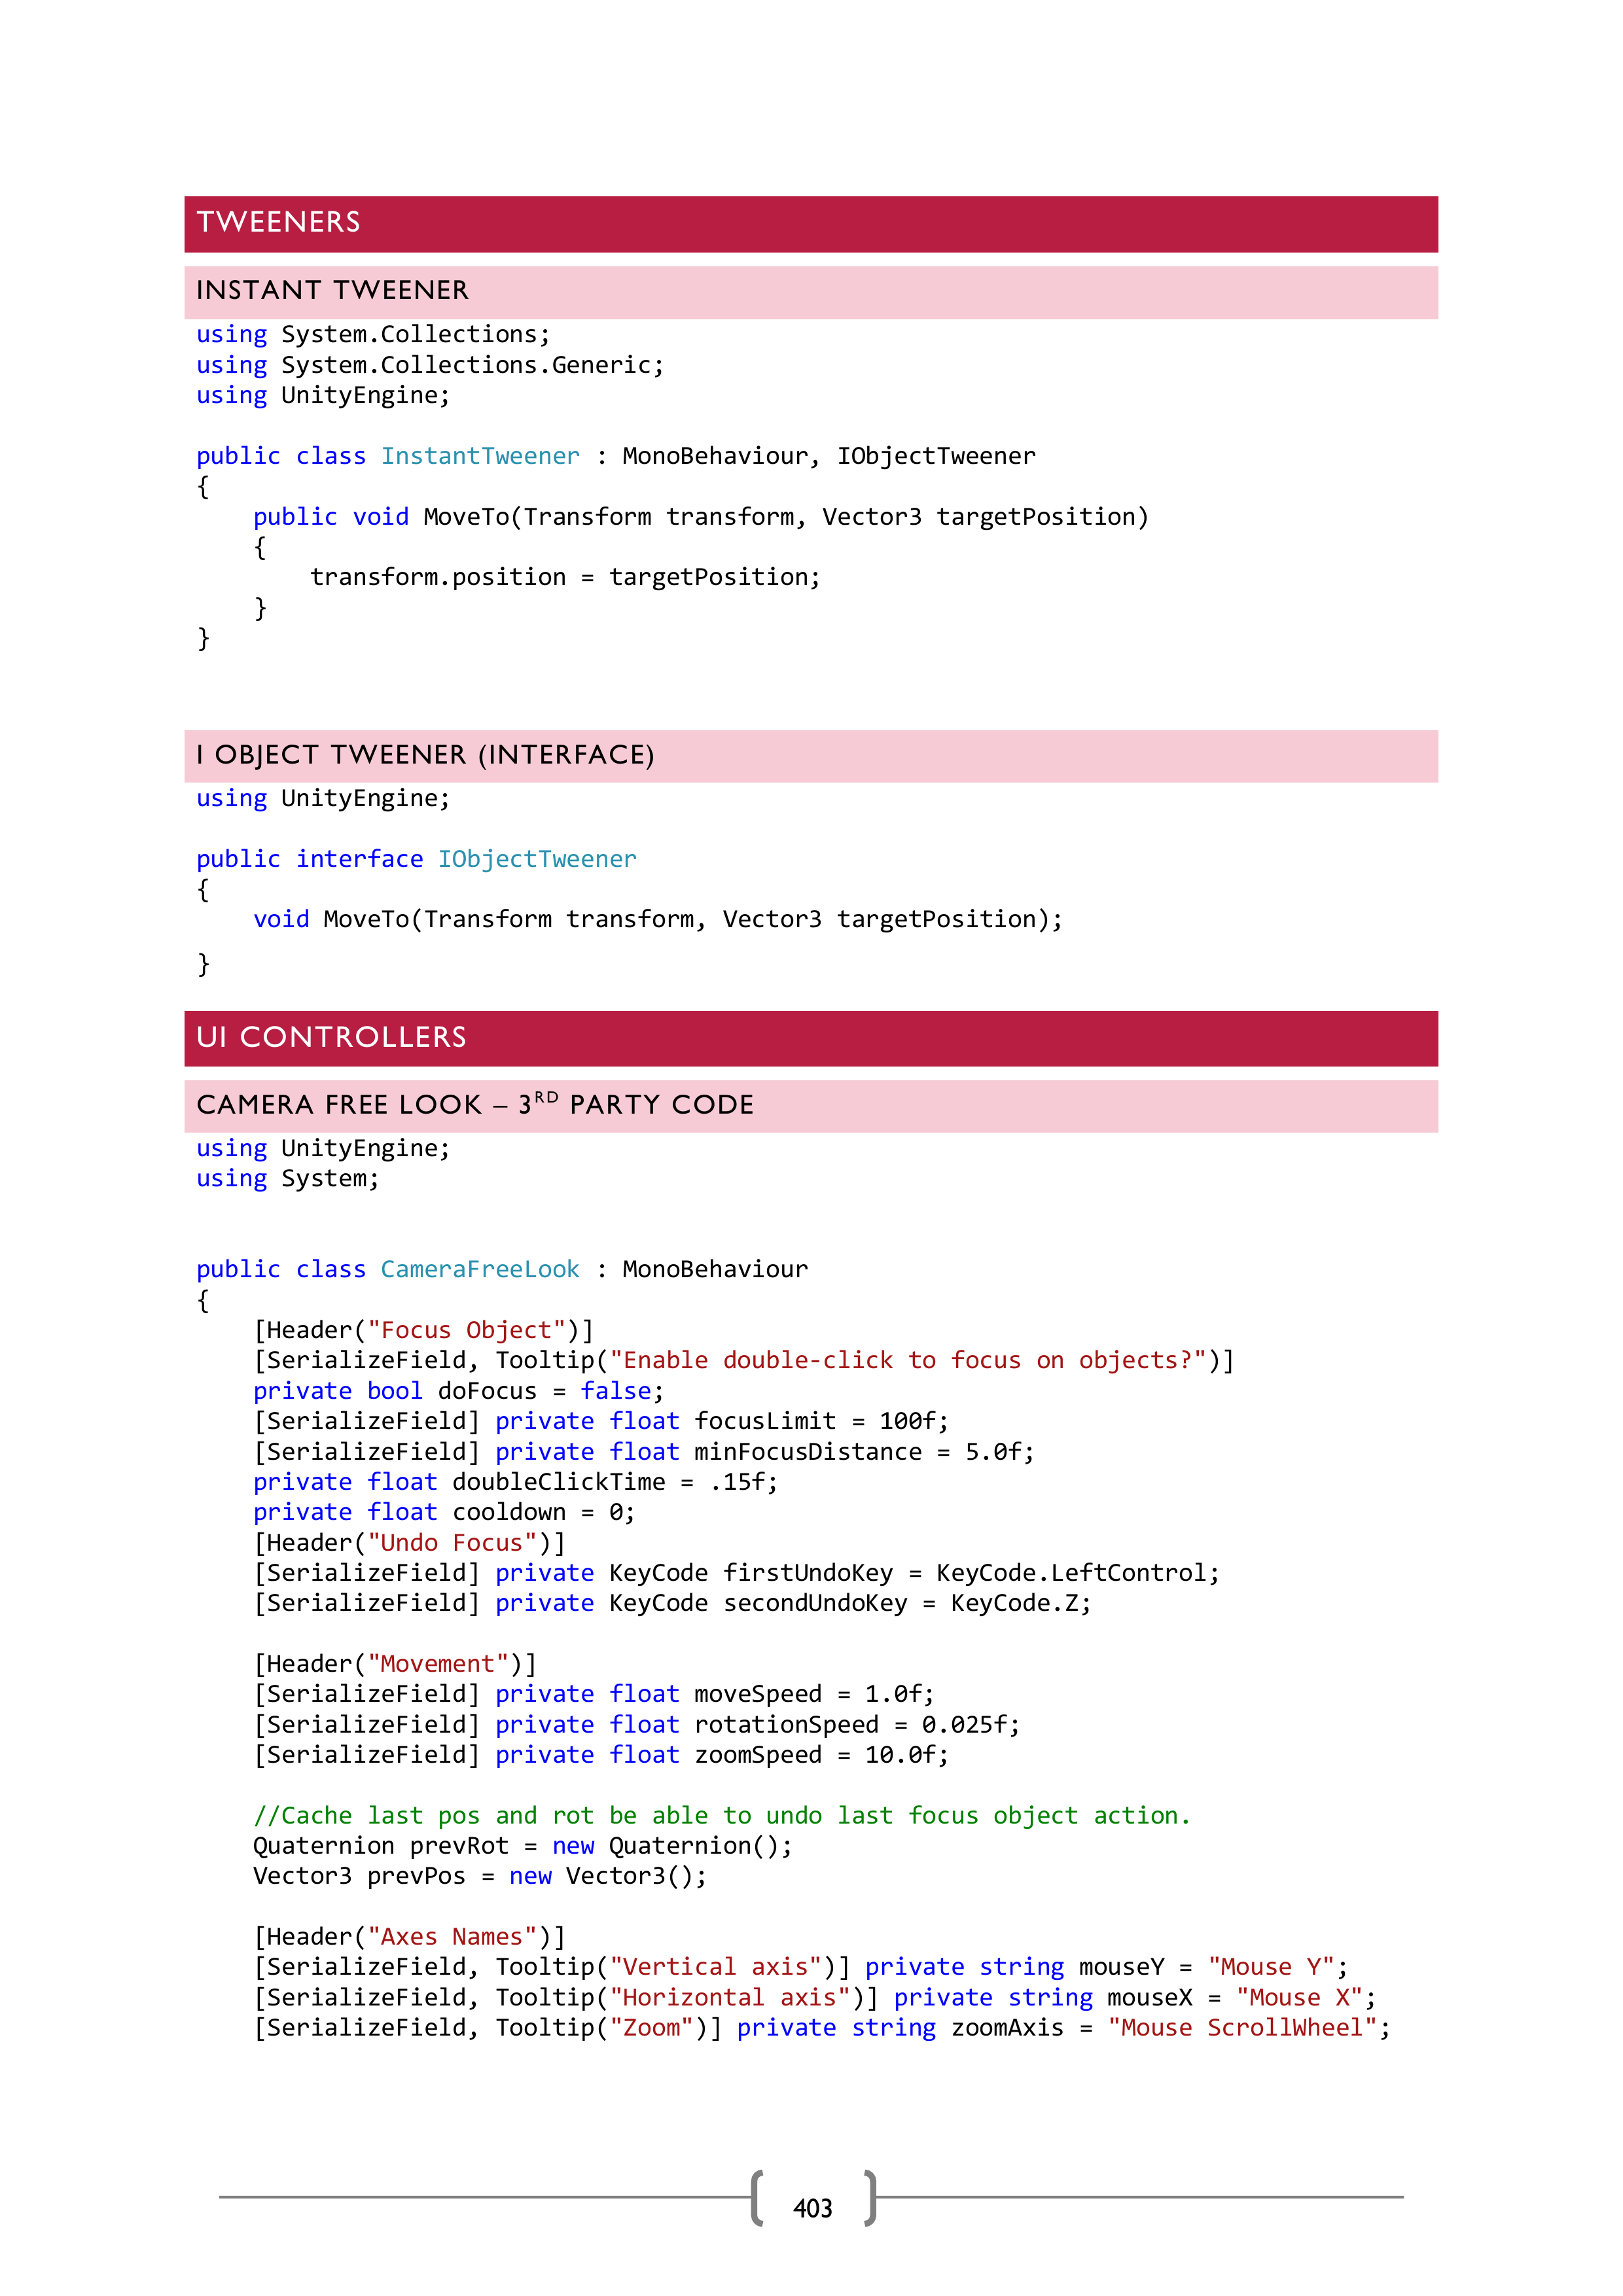 TWEENERS
INSTANT TWEENER
using System.Collections;
using System.Collections.Generic;
using UnityEngine;
public class InstantTweener : MonoBehaviour, IObjectTweener
{
    public void MoveTo(Transform transform, Vector3 targetPosition)
    {
        transform.position = targetPosition;
    }
}
I OBJECT TWEENER (INTERFACE)
using UnityEngine;
public interface IObjectTweener
{
    void MoveTo(Transform transform, Vector3 targetPosition);
}
UI CONTROLLERS
CAMERA FREE LOOK – 3RD PARTY CODE
using UnityEngine;
using System;
public class CameraFreeLook : MonoBehaviour
{
    [Header("Focus Object")]
    [SerializeField, Tooltip("Enable double-click to focus on objects?")]
    private bool doFocus = false;
    [SerializeField] private float focusLimit = 100f;
    [SerializeField] private float minFocusDistance = 5.0f;
    private float doubleClickTime = .15f;
    private float cooldown = 0;
    [Header("Undo Focus")]
    [SerializeField] private KeyCode firstUndoKey = KeyCode.LeftControl;
    [SerializeField] private KeyCode secondUndoKey = KeyCode.Z;
    [Header("Movement")]
    [SerializeField] private float moveSpeed = 1.0f;
    [SerializeField] private float rotationSpeed = 0.025f;
    [SerializeField] private float zoomSpeed = 10.0f;
    //Cache last pos and rot be able to undo last focus object action.
    Quaternion prevRot = new Quaternion();
    Vector3 prevPos = new Vector3();
    [Header("Axes Names")]
    [SerializeField, Tooltip("Vertical axis")] private string mouseY = "Mouse Y";
    [SerializeField, Tooltip("Horizontal axis")] private string mouseX = "Mouse X";
    [SerializeField, Tooltip("Zoom")] private string zoomAxis = "Mouse ScrollWheel";
403